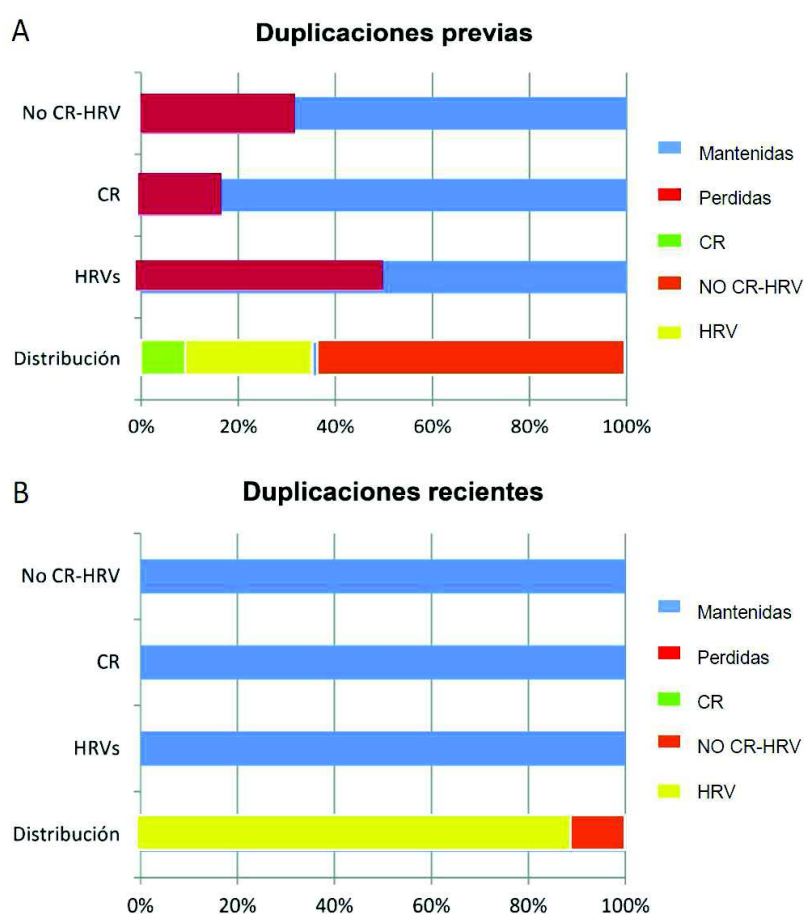 A
Duplicaciones previas
No CR-HRV
CR
HRVs
Distribución
0% 20% 40% 60% 80% 100%
Mantenidas
Perdidas
CR
NO CR-HRV
HRV
B
Duplicaciones recientes
No CR-HRV
CR
HRVs
Distribución
0% 20% 40% 60% 80% 100%
Mantenidas
Perdidas
CR
NO CR-HRV
HRV